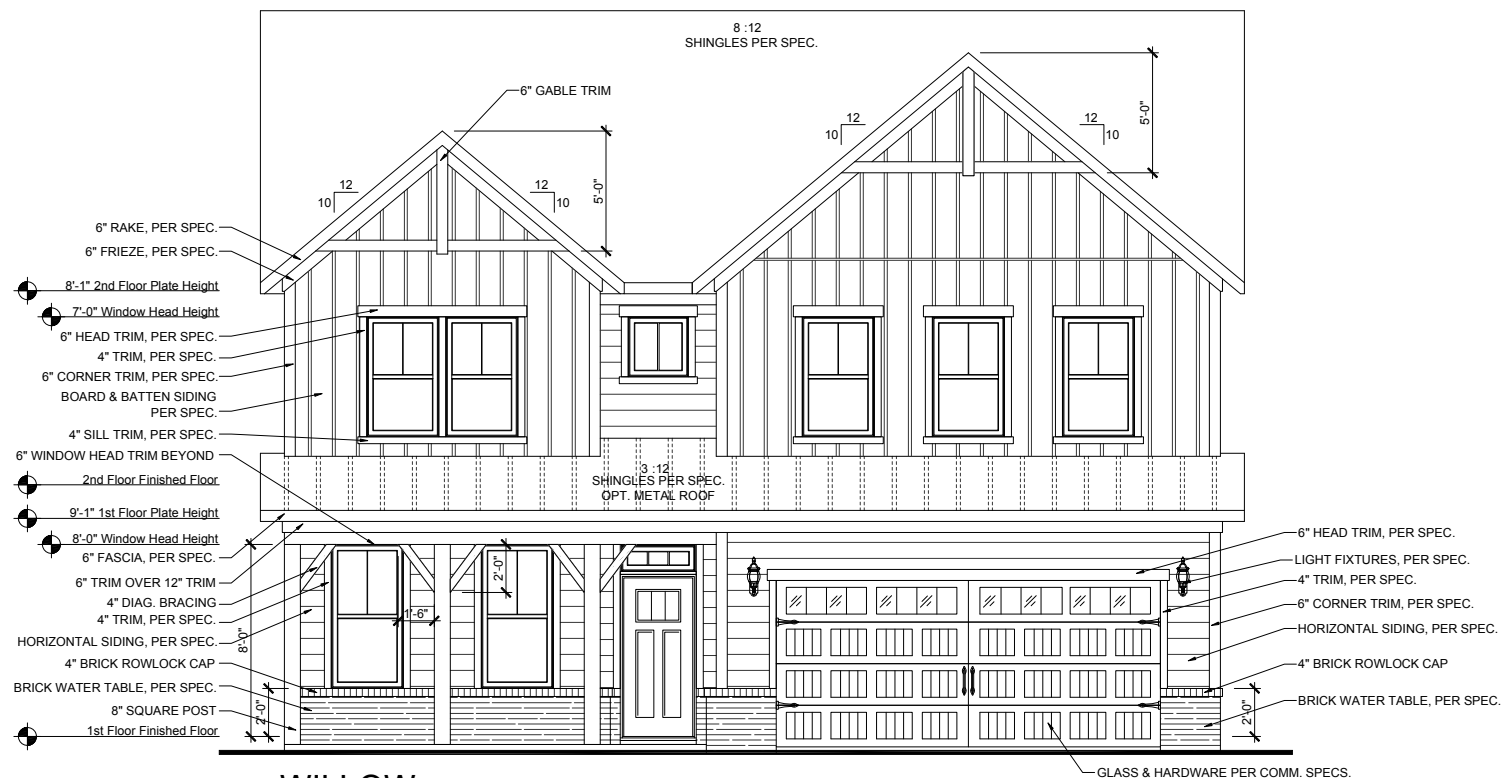 8 :12
SHINGLES PER SPEC.
6" GABLE TRIM
5'-0"
12
10
12
10
5'-0"
12
10
12
10
6" RAKE, PER SPEC.
6" FRIEZE, PER SPEC.
8'-1" 2nd Floor Plate Height
7'-0" Window Head Height
6" HEAD TRIM, PER SPEC.
4" TRIM, PER SPEC.
6" CORNER TRIM, PER SPEC.
BOARD & BATTEN SIDING
PER SPEC.
4" SILL TRIM, PER SPEC.
6" WINDOW HEAD TRIM BEYOND
2nd Floor Finished Floor
9'-1" 1st Floor Plate Height
8'-0" Window Head Height
6" FASCIA, PER SPEC.
6" TRIM OVER 12" TRIM
4" DIAG. BRACING
4" TRIM, PER SPEC.
HORIZONTAL SIDING, PER SPEC.
4" BRICK ROWLOCK CAP
BRICK WATER TABLE, PER SPEC.
8" SQUARE POST
1st Floor Finished Floor
8'-0"
2'-0"
3 :12
SHINGLES PER SPEC.
OPT. METAL ROOF
2'-0"
1'-6"
6" HEAD TRIM, PER SPEC.
LIGHT FIXTURES, PER SPEC.
4" TRIM, PER SPEC.
6" CORNER TRIM, PER SPEC.
HORIZONTAL SIDING, PER SPEC.
4" BRICK ROWLOCK CAP
BRICK WATER TABLE, PER SPEC.
2'-0"
GLASS & HARDWARE PER COMM. SPECS.
WILLOW